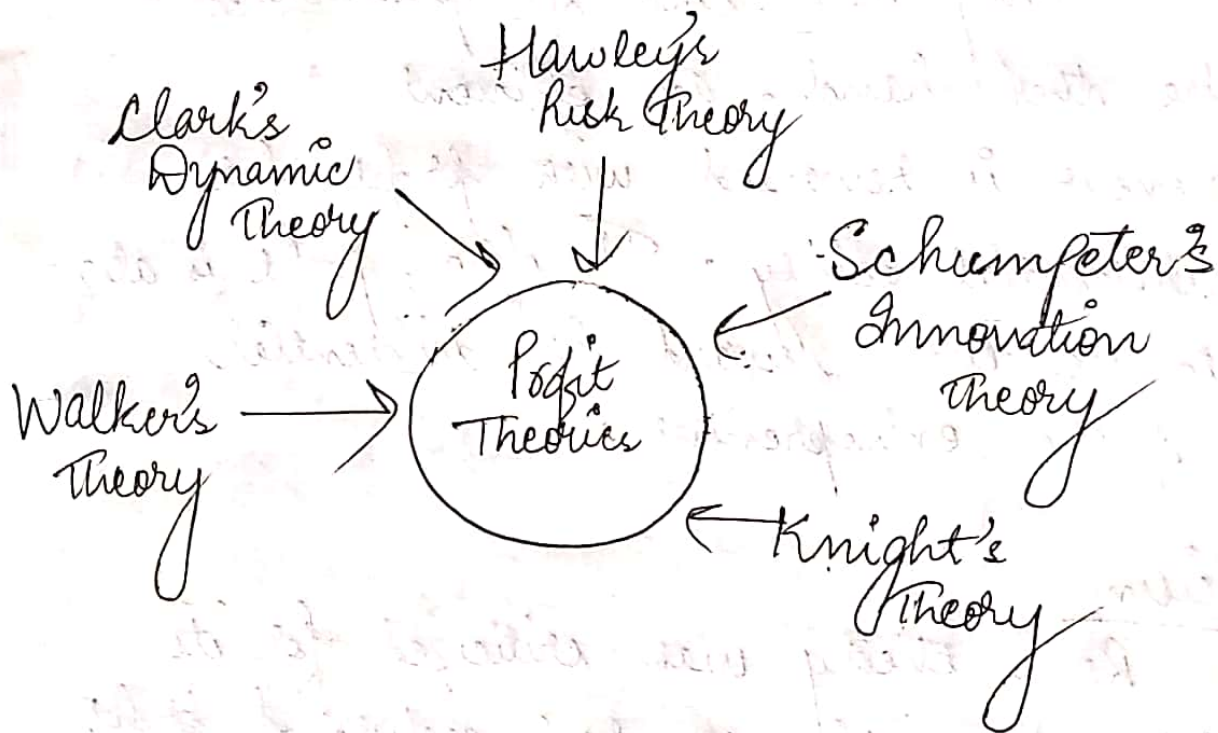 Hawley's
Risk Theory
Clark's
Dynamic
Theory
Schumpeter's
Innovation
Theory
Profit
Theories
Walker's
Theory
Knight's
Theory